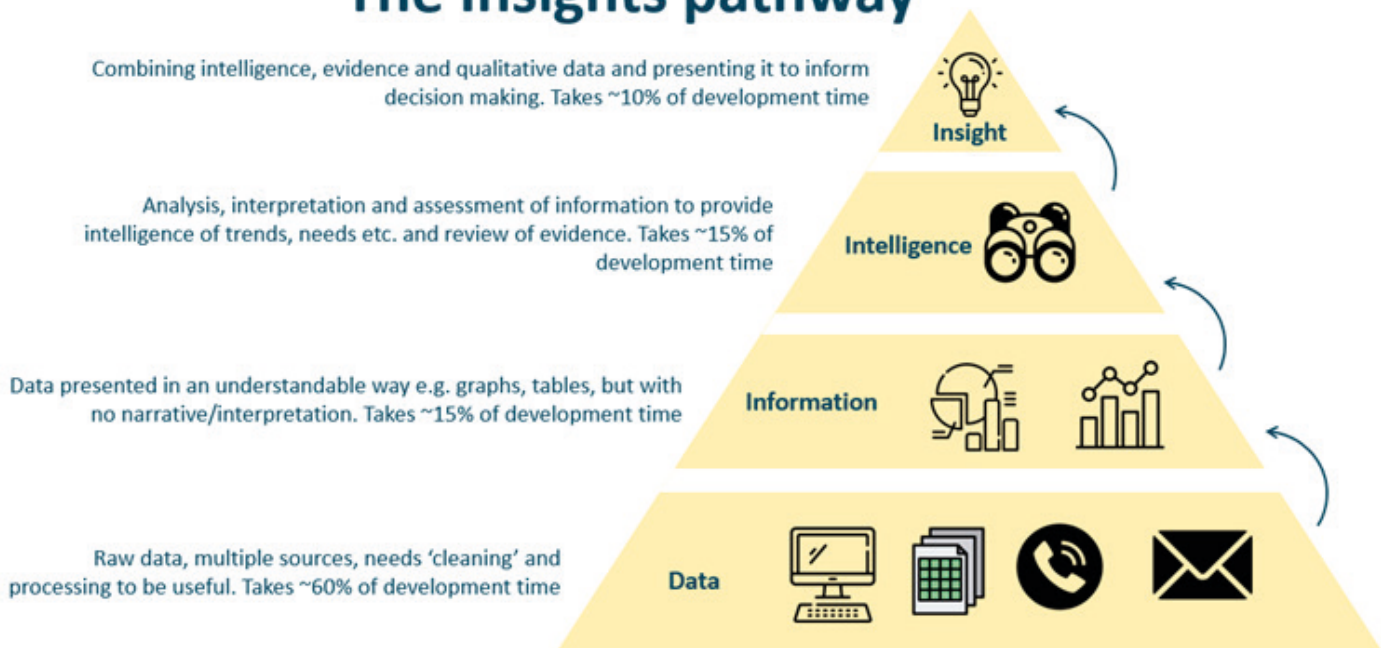 The insights pathway
Combining intelligence, evidence and qualitative data and presenting it to inform
decision making. Takes ~10% of development time
Insight
Analysis, interpretation and assessment of information to provide
intelligence of trends, needs etc. and review of evidence. Takes ~15% of
development time
Intelligence
Data presented in an understandable way e.g. graphs, tables, but with
no narrative/interpretation. Takes ~15% of development time
Information
Raw data, multiple sources, needs ‘cleaning’ and
processing to be useful. Takes ~60% of development time
Data